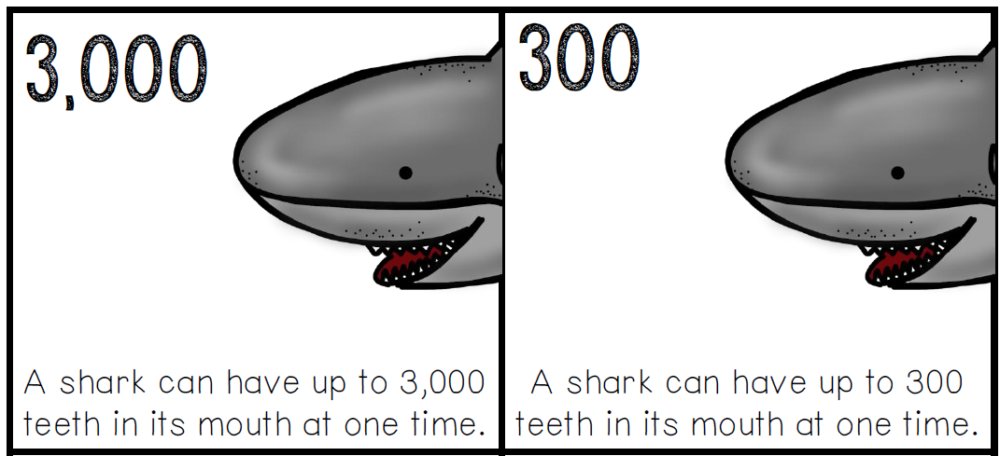 3,000
A shark can have up to 3,000
teeth in its mouth at one time.
300
A shark can have up to 300
teeth in its mouth at one time.